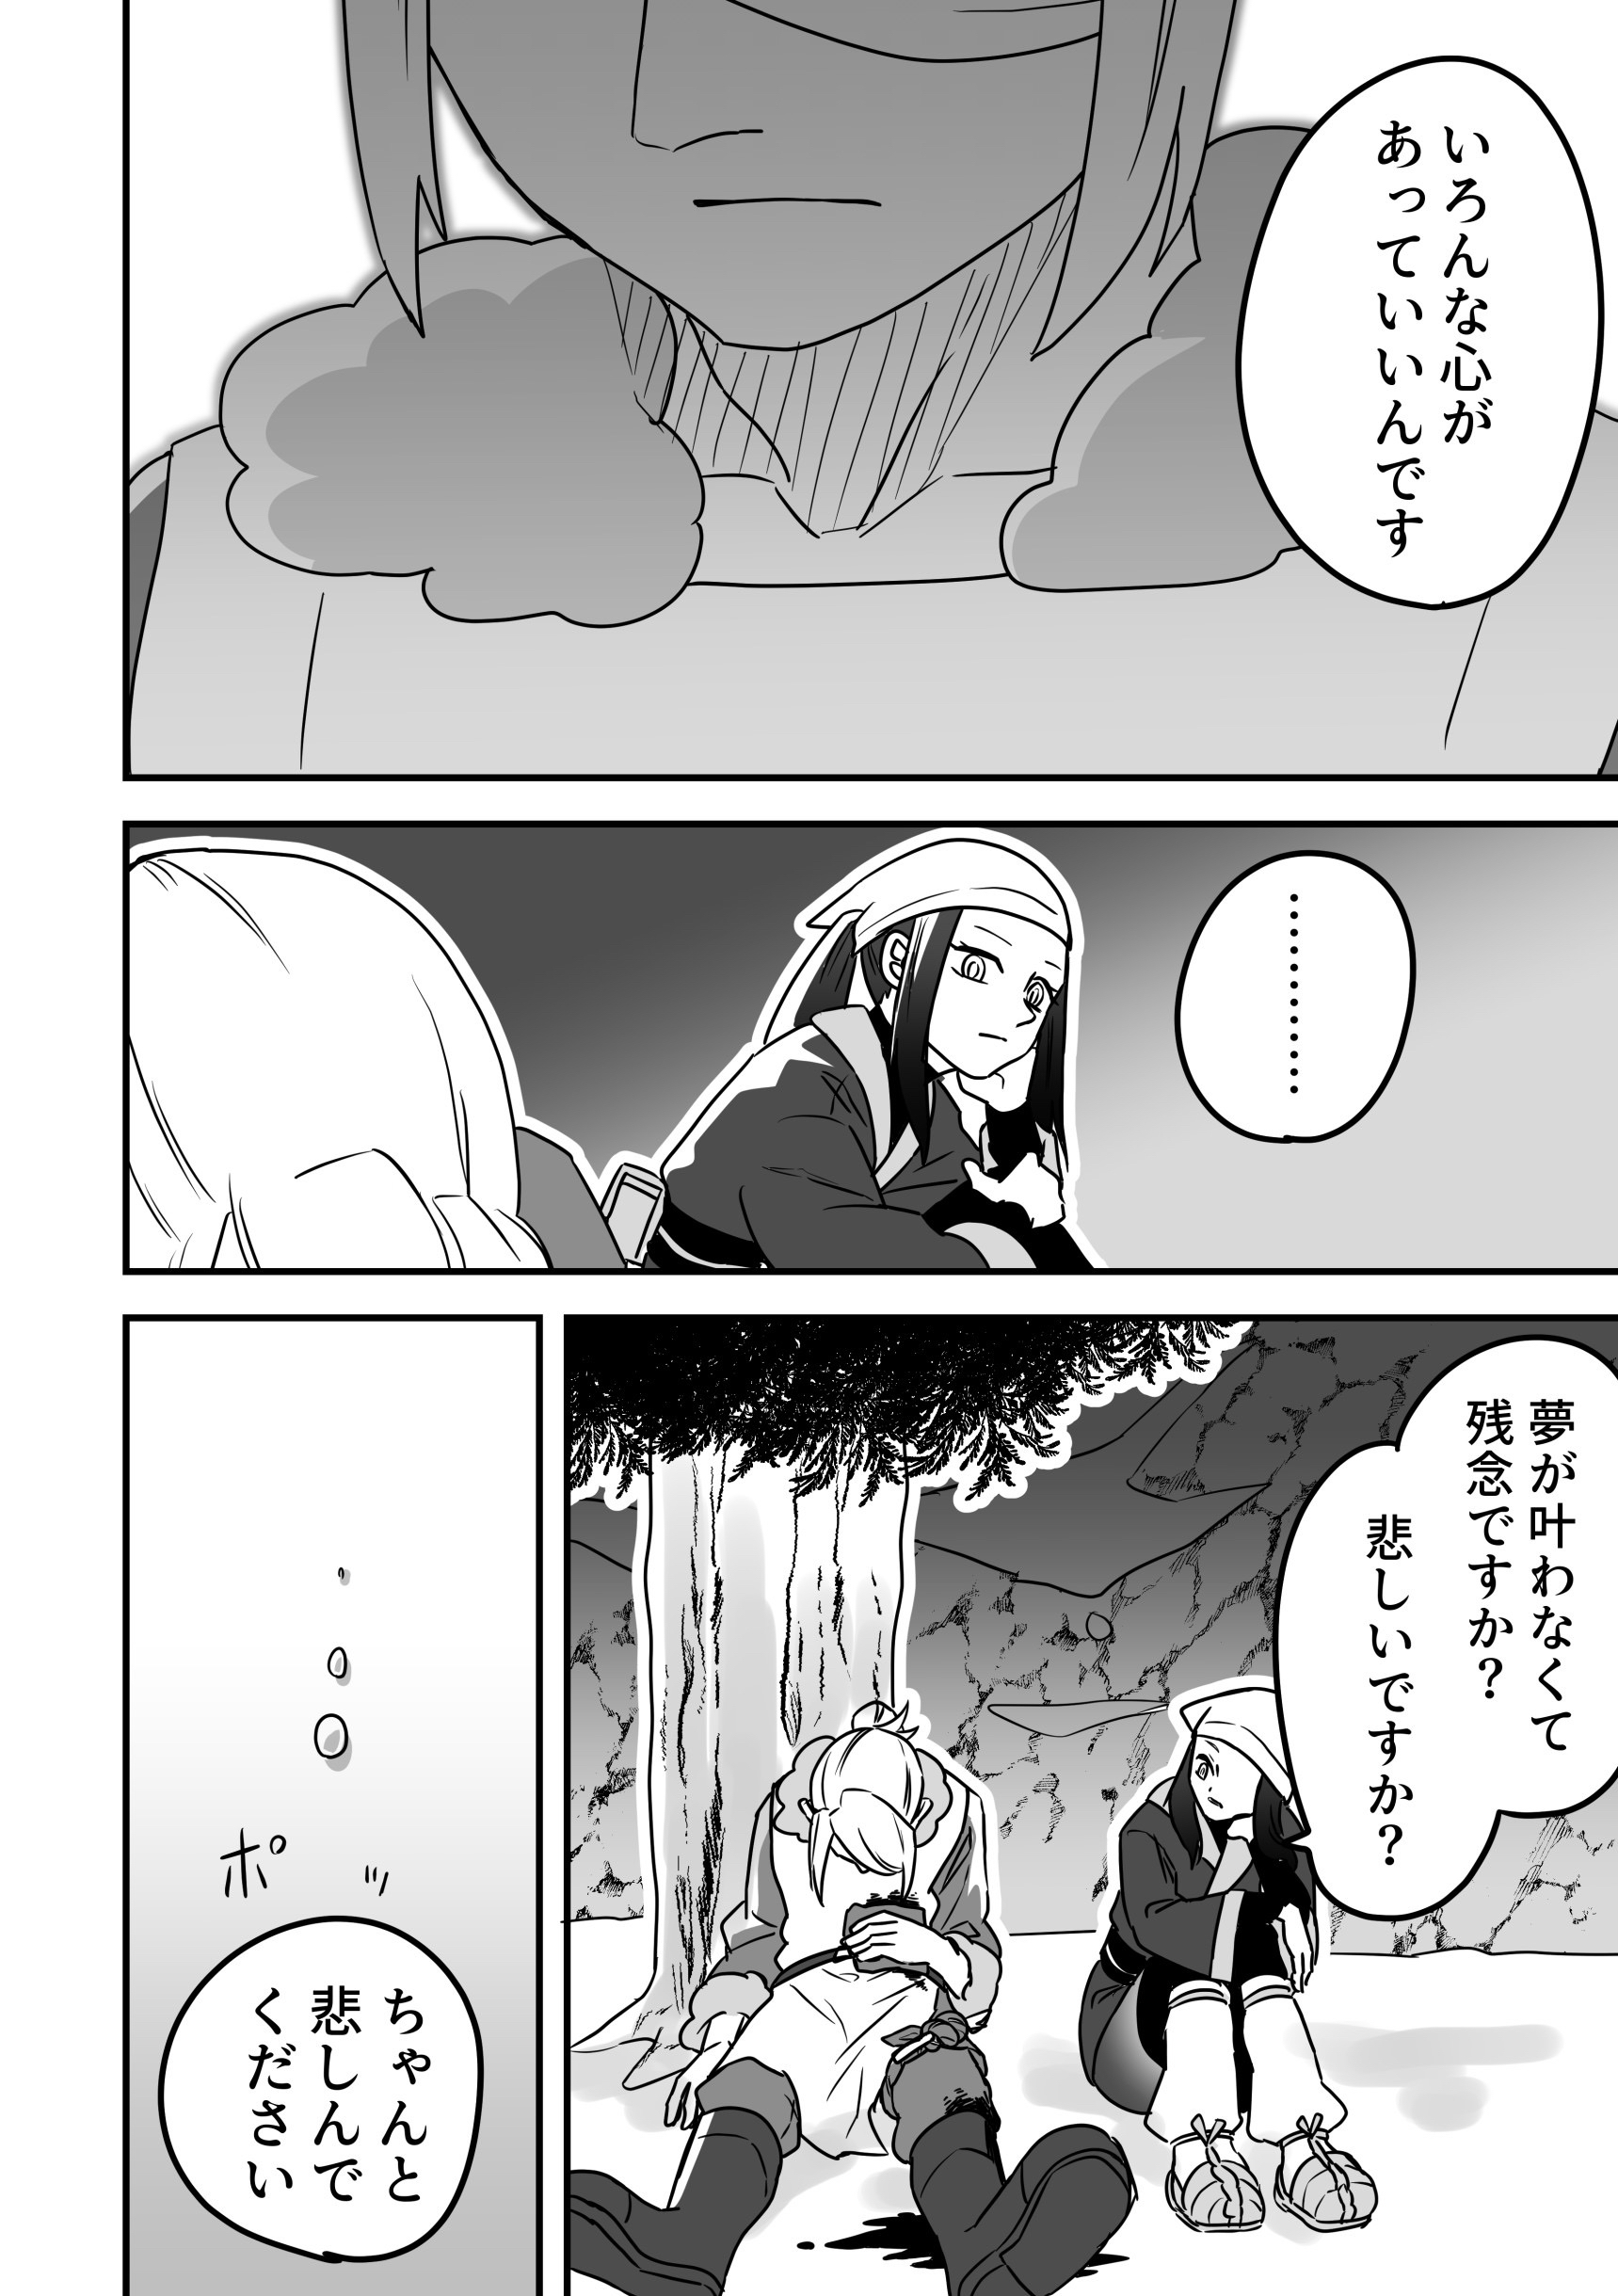 いろんな心が
あっていいんです
…………
夢が叶わなくて
残念ですか？
悲しいですか？
ポッ
ちゃんと
悲しんで
ください